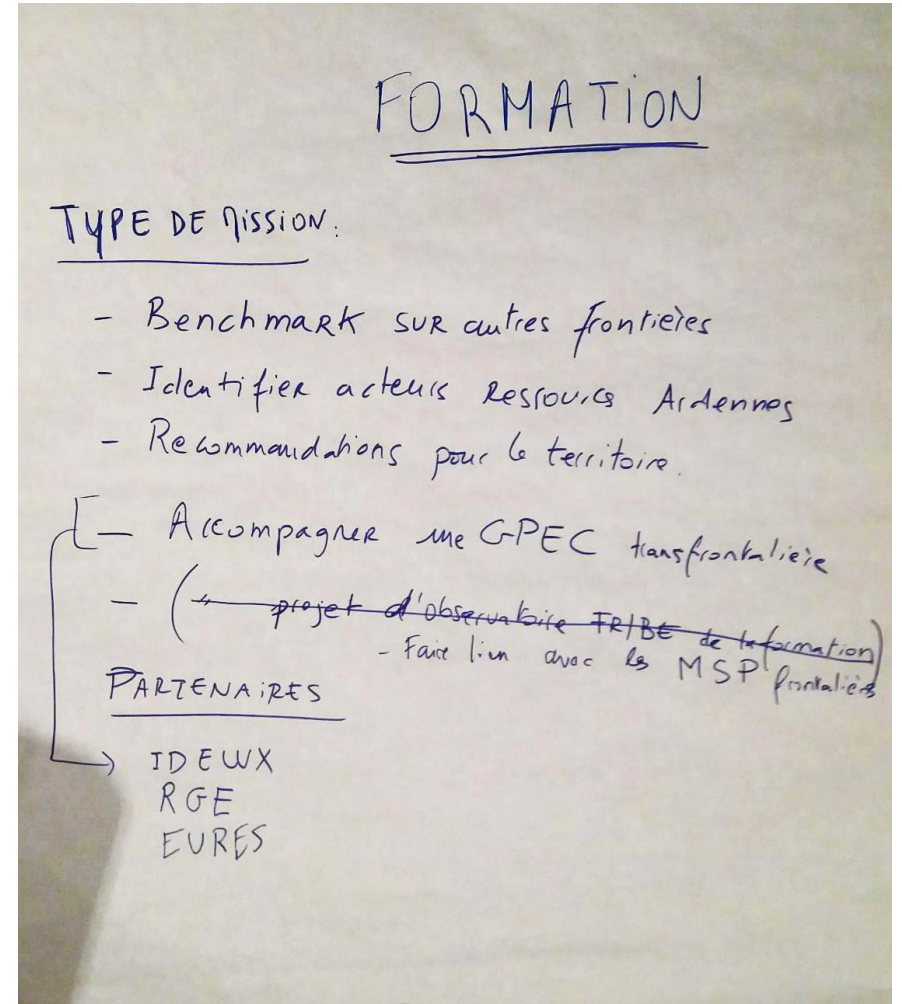 FORMATION
TYPE DE MISSION:
- Benchmark SUR autres frontières
- Identifier acteurs Ressources Ardennes
- Recommandations pour le territoire.
- Accompagner une GPEC transfrontalière
- ( projet d'observatoire FR/BE de la formation)
- Faire lien avec les MSP frontaliers
PARTENAIRES
IDEWX
RGE
EURES